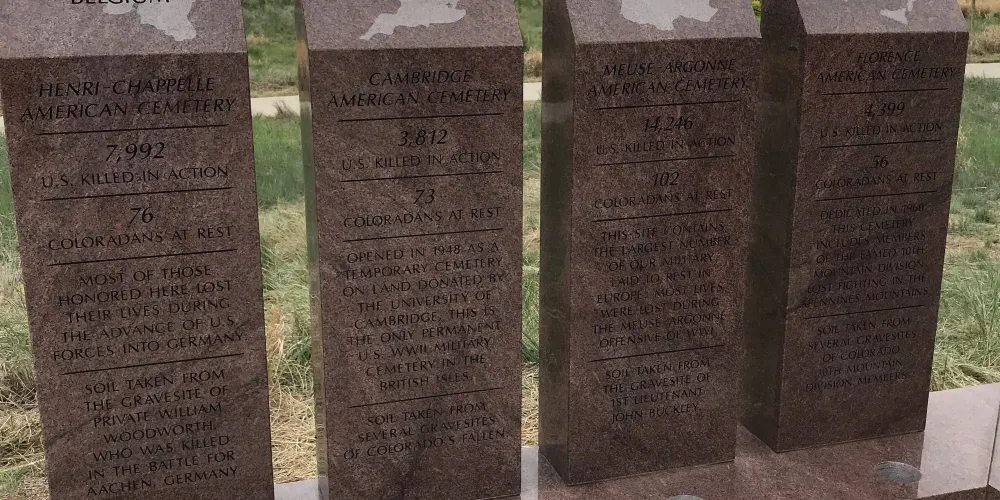 BELGIUM
HENRI-CHAPPELLE
AMERICAN CEMETERY
7,992
U.S. KILLED IN ACTION
76
COLORADANS AT REST
MOST OF THOSE
HONORED HERE LOST
THEIR LIVES DURING
THE ADVANCE OF U.S.
FORCES INTO GERMANY
SOIL TAKEN FROM
THE GRAVESITE OF
PRIVATE WILLIAM
WOODWORTH,
WHO WAS KILLED
IN THE BATTLE FOR
AACHEN, GERMANY
CAMBRIDGE
AMERICAN CEMETERY
3,812
U.S. KILLED IN ACTION
73
COLORADANS AT REST
OPENED IN 1948 AS A
TEMPORARY CEMETERY
ON LAND DONATED BY
THE UNIVERSITY OF
CAMBRIDGE, THIS IS
THE ONLY PERMANENT
U.S. WWII MILITARY
CEMETERY IN THE
BRITISH ISLES.
SOIL TAKEN FROM
SEVERAL GRAVESITES
OF COLORADO'S FALLEN
MEUSE-ARGONNE
AMERICAN CEMETERY
14,246
U.S. KILLED IN ACTION
102
COLORADANS AT REST
THIS SITE CONTAINS
THE LARGEST NUMBER
OF OUR MILITARY
LAID TO REST IN
EUROPE. MOST LIVES
WERE LOST DURING
THE MEUSE-ARGONNE
OFFENSIVE OF WWI.
SOIL TAKEN FROM
THE GRAVESITE OF
1ST LIEUTENANT
JOHN BUCKLEY
FLORENCE
AMERICAN CEMETERY
4,399
U.S. KILLED IN ACTION
56
COLORADANS AT REST
DEDICATED IN 1960,
THIS CEMETERY
INCLUDES MEMBERS
OF THE FAMED 10TH
MOUNTAIN DIVISION
LOST FIGHTING IN THE
APENNINES MOUNTAINS.
SOIL TAKEN FROM
SEVERAL GRAVESITES
OF COLORADO
10TH MOUNTAIN
DIVISION MEMBERS.